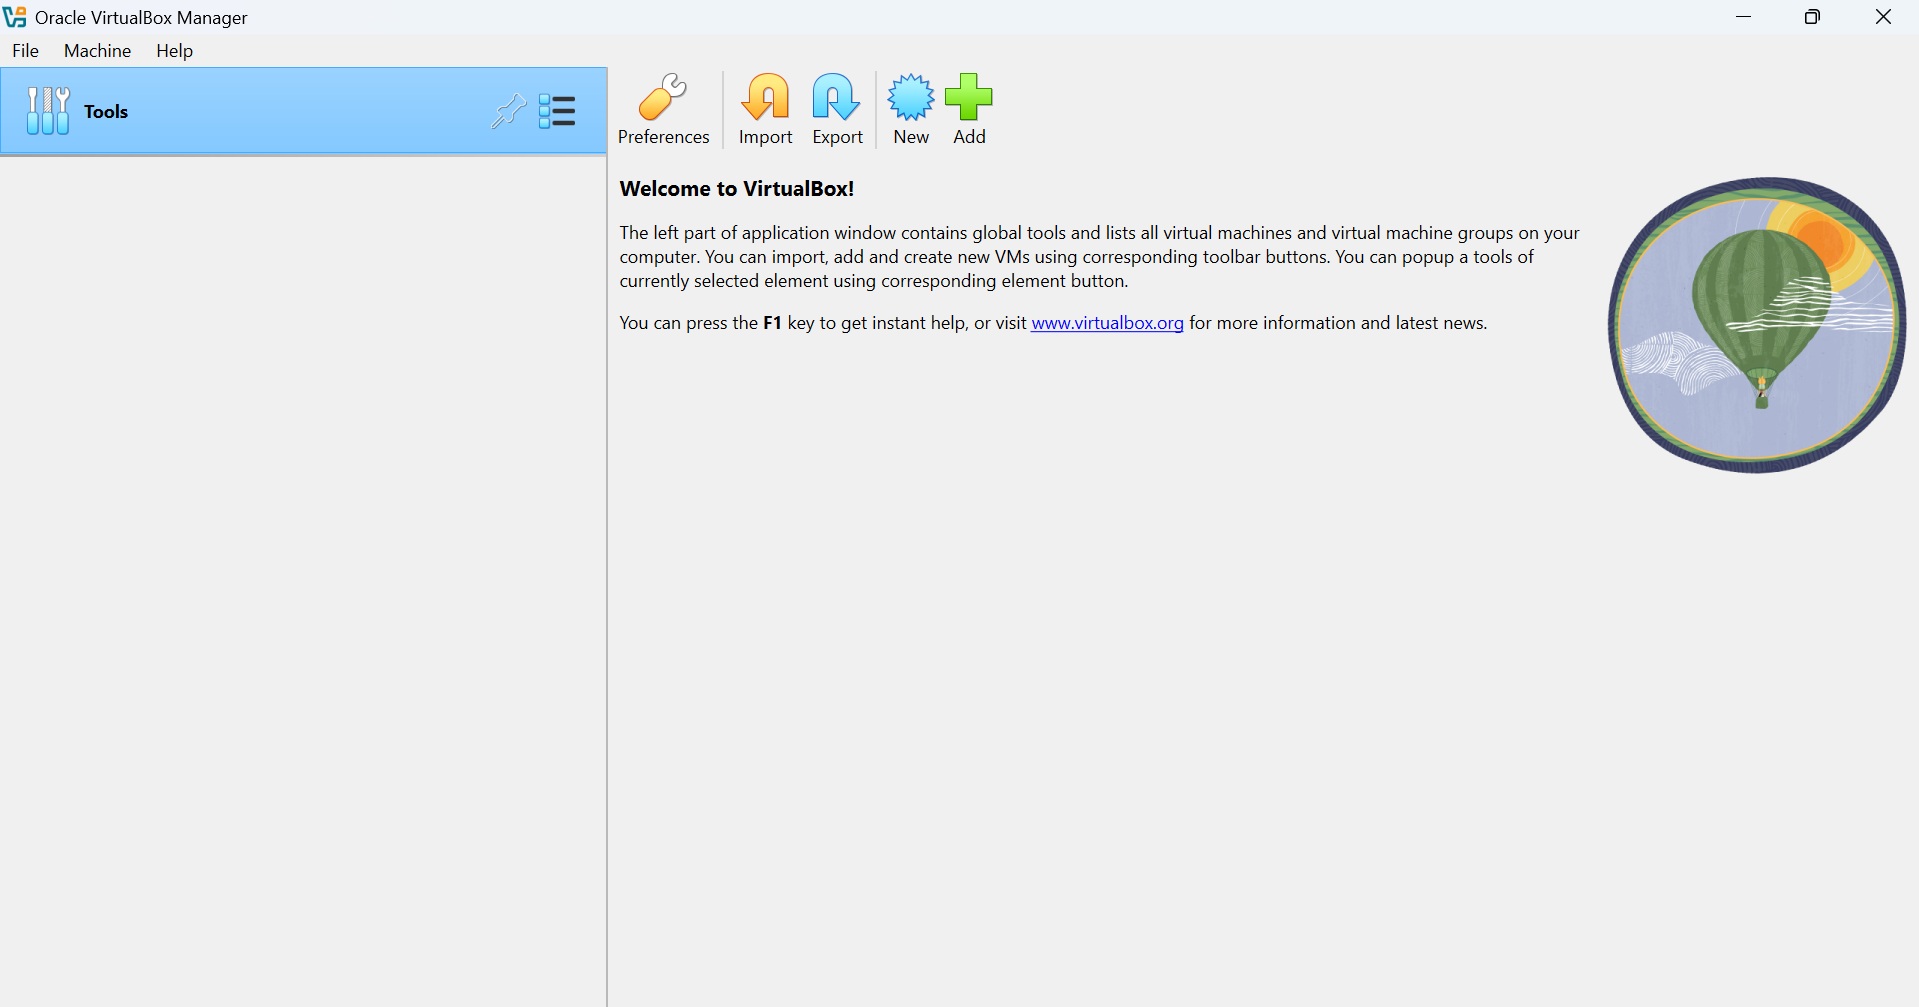 Oracle VirtualBox Manager
File Machine Help
Tools
Preferences Import Export New Add
Welcome to VirtualBox!
The left part of application window contains global tools and lists all virtual machines and virtual machine groups on your
computer. You can import, add and create new VMs using corresponding toolbar buttons. You can popup a tools of
currently selected element using corresponding element button.
You can press the F1 key to get instant help, or visit www.virtualbox.org for more information and latest news.